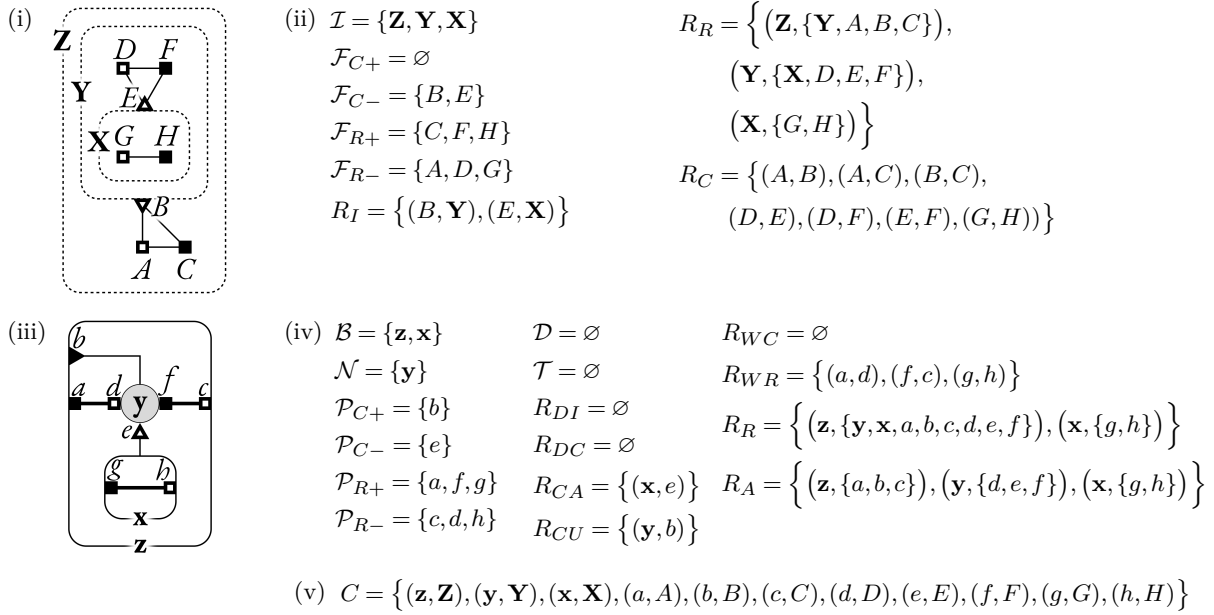 (i)
Z
D F
Y
E
X
G H
B
A C
(ii) ℐ = {Z, Y, X}
ℱ_{C+} = ∅
ℱ_{C−} = {B, E}
ℱ_{R+} = {C, F, H}
ℱ_{R−} = {A, D, G}
R_I = {(B, Y), (E, X)}
R_R = {(Z, {Y, A, B, C}),
(Y, {X, D, E, F}),
(X, {G, H})}
R_C = {(A, B), (A, C), (B, C),
(D, E), (D, F), (E, F), (G, H))}
(iii)
b
a d y f c
e
g h
x
z
(iv) ℬ = {z, x}
𝒩 = {y}
𝒫_{C+} = {b}
𝒫_{C−} = {e}
𝒫_{R+} = {a, f, g}
𝒫_{R−} = {c, d, h}
𝒟 = ∅
𝒯 = ∅
R_{DI} = ∅
R_{DC} = ∅
R_{CA} = {(x, e)}
R_{CU} = {(y, b)}
R_{WC} = ∅
R_{WR} = {(a, d), (f, c), (g, h)}
R_R = {(z, {y, x, a, b, c, d, e, f}), (x, {g, h})}
R_A = {(z, {a, b, c}), (y, {d, e, f}), (x, {g, h})}
(v) C = {(z, Z), (y, Y), (x, X), (a, A), (b, B), (c, C), (d, D), (e, E), (f, F), (g, G), (h, H)}